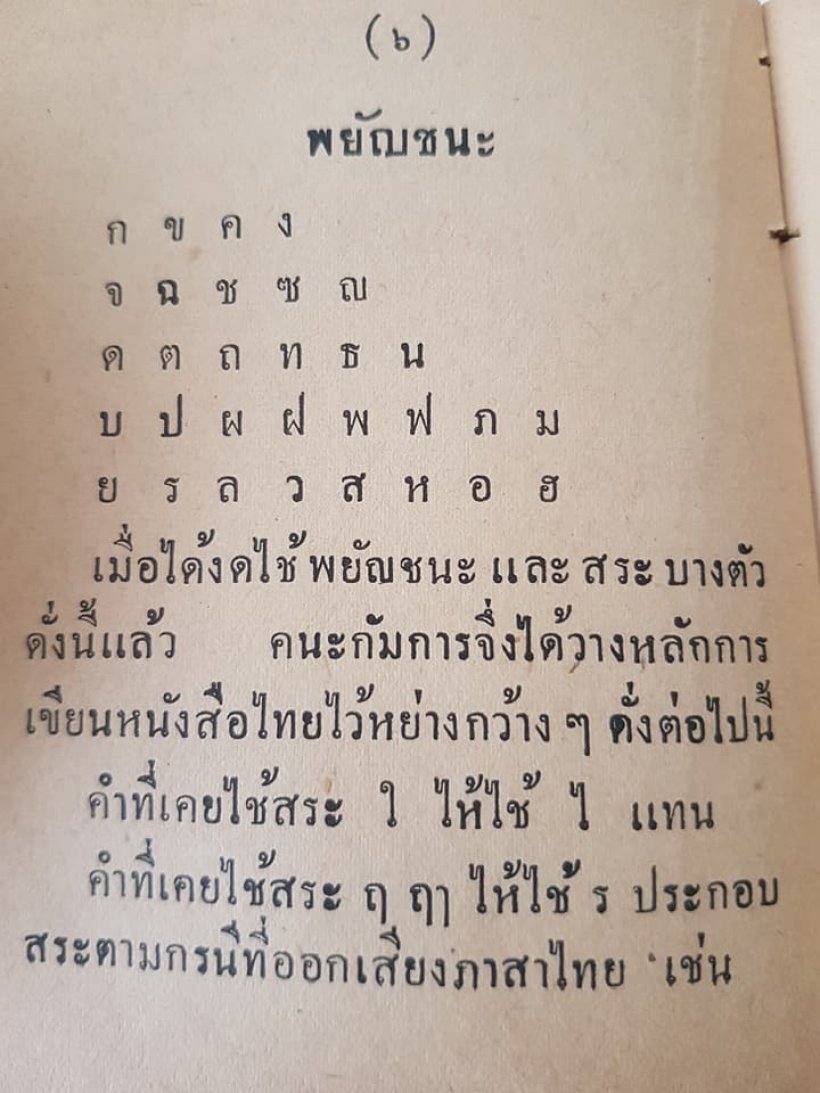 (๖)
พยัญชนะ
ก ข ค ง
จ ฉ ช ซ ญ
ด ต ถ ท ธ น
บ ป ผ ฝ พ ฟ ภ ม
ย ร ล ว ส ห อ ฮ
เมื่อได้งดไช้พยัญชนะ และ สระ บางตัว
ดั่งนี้แล้ว คนะกัมการจึ่งได้วางหลักการ
เขียนหนังสือไทยไว้หย่างกว้าง ๆ ดั่งต่อไปนี้
คำที่เคยไช้สระ ใ ไห้ไช้ ไ แทน
คำที่เคยไช้สระ ฤ ฤๅ ไห้ไช้ ร ประกอบ
สระตามกรนีที่ออกเสียงภาสาไทย เช่น